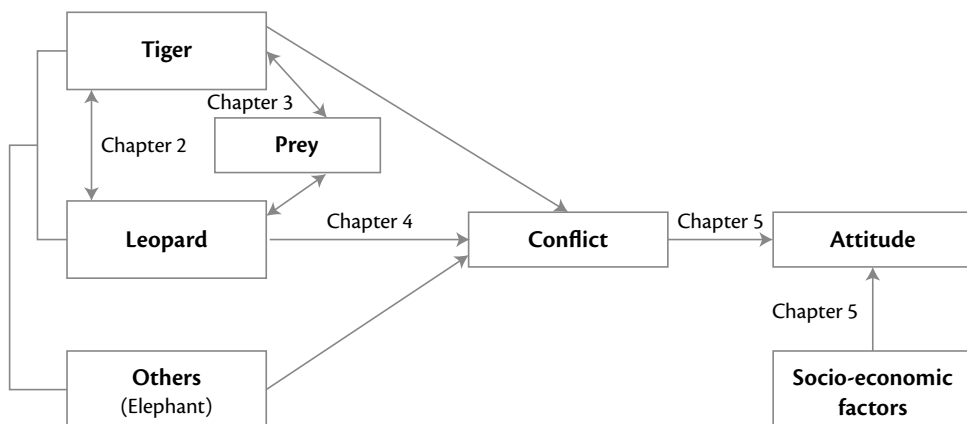 Tiger
Chapter 3
Chapter 2
Prey
Leopard
Chapter 4
Conflict
Chapter 5
Attitude
Chapter 5
Others
(Elephant)
Socio-economic
factors